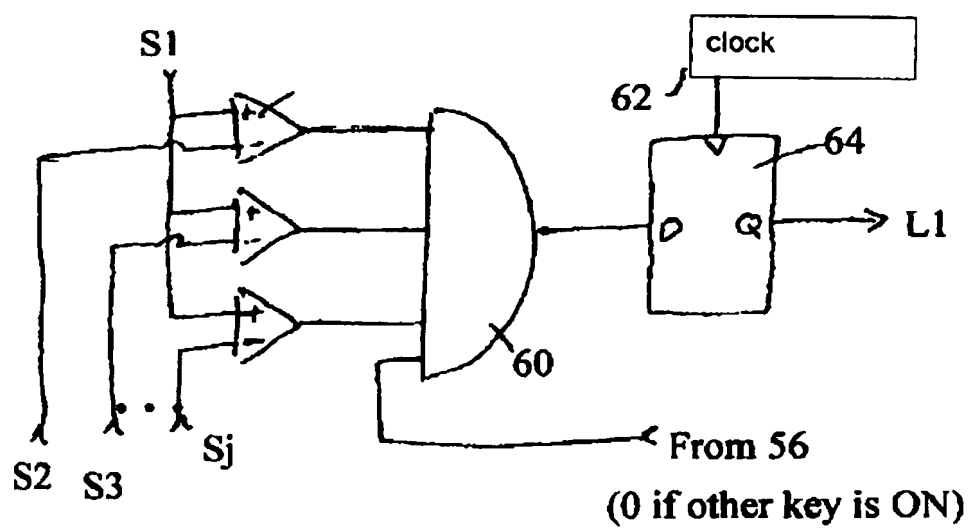 S1
clock
62
+
-
64
+
-
D Q
L1
+
-
60
S2
S3
Sj
From 56
(0 if other key is ON)